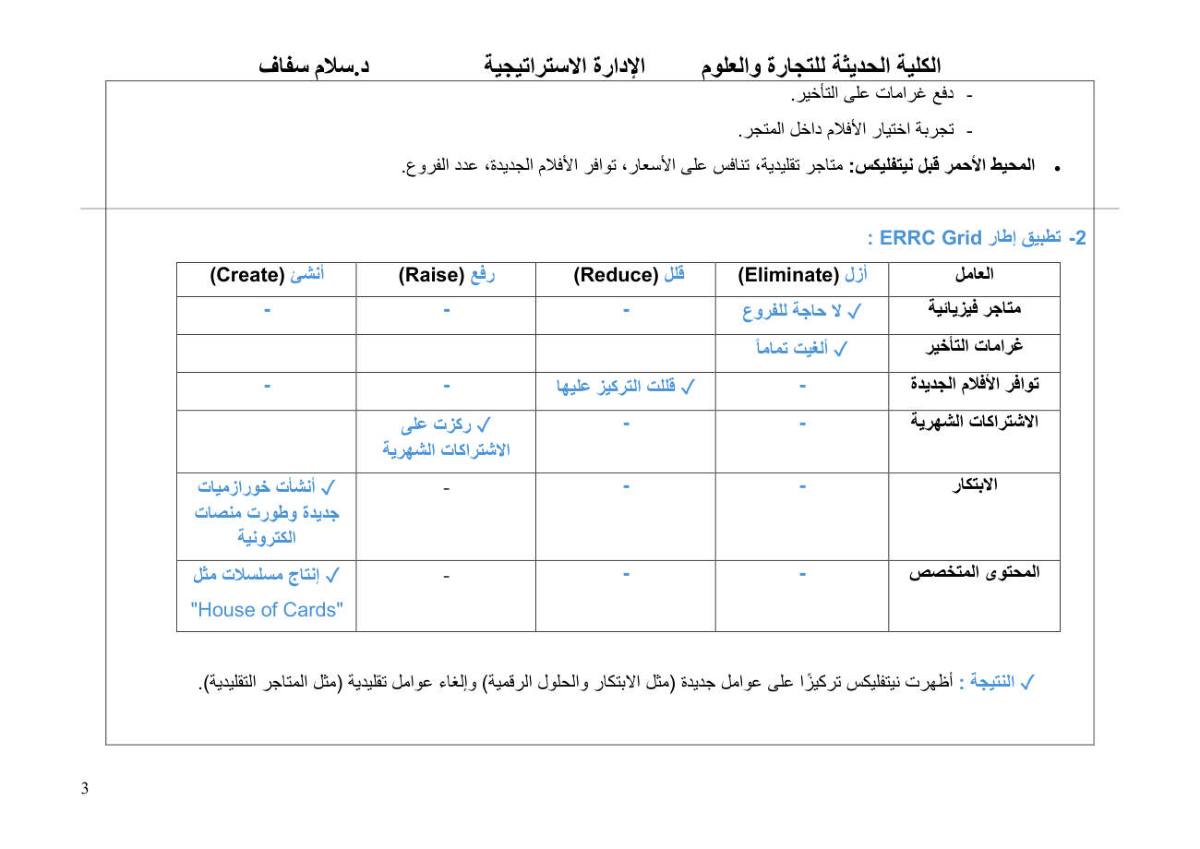 الكلية الحديثة للتجارة والعلوم الإدارة الاستراتيجية د.سلام سفاف
- دفع غرامات على التأخير.
- تجربة اختيار الأفلام داخل المتجر.
• المحيط الأحمر قبل نيتفليكس: متاجر تقليدية، تنافس على الأسعار، توافر الأفلام الجديدة، عدد الفروع.
2- تطبيق إطار ERRC Grid :
العامل أزل (Eliminate) قلل (Reduce) رفع (Raise) أنشئ (Create)
متاجر فيزيائية ✓ لا حاجة للفروع - - -
غرامات التأخير ✓ ألغيت تماماً
توافر الأفلام الجديدة - ✓ قللت التركيز عليها - -
الاشتراكات الشهرية - - ✓ ركزت على
الاشتراكات الشهرية
الابتكار - - - ✓ أنشأت خورازميات
جديدة وطورت منصات
الكترونية
المحتوى المتخصص - - - ✓ إنتاج مسلسلات مثل
"House of Cards"
✓ النتيجة : أظهرت نيتفليكس تركيزًا على عوامل جديدة (مثل الابتكار والحلول الرقمية) وإلغاء عوامل تقليدية (مثل المتاجر التقليدية).
3